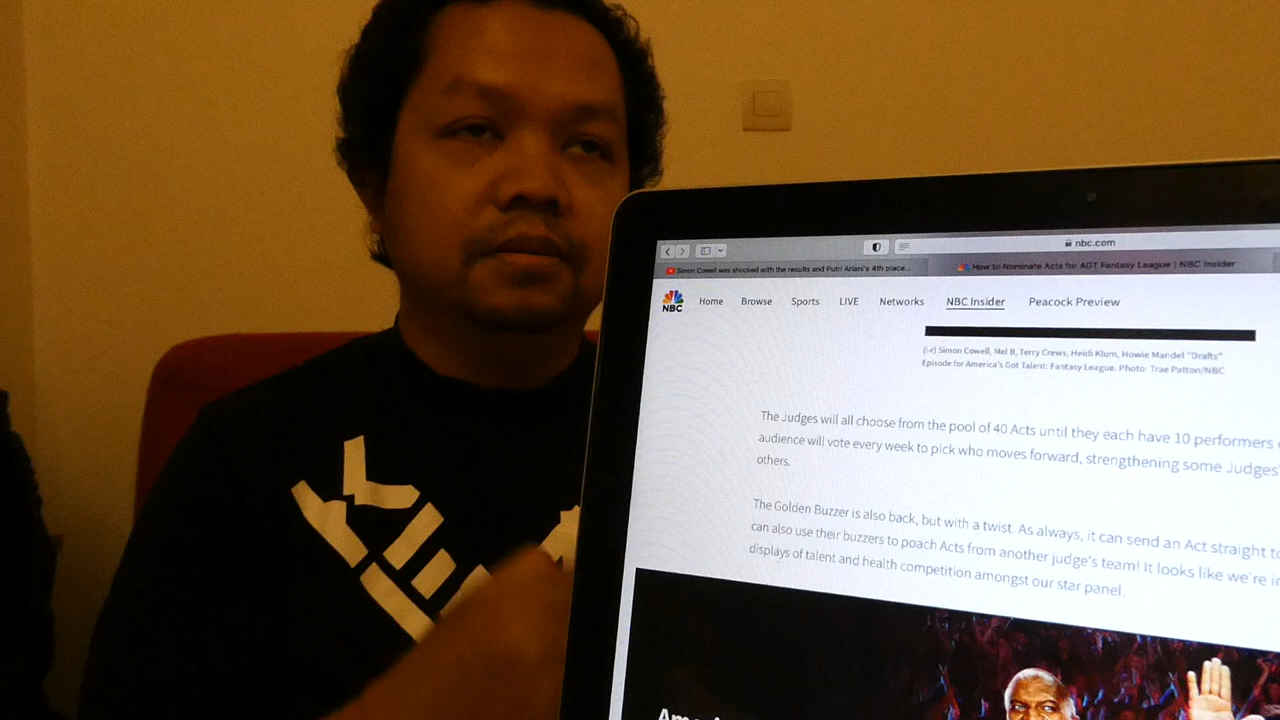 nbc.com
Simon Cowell was shocked with the results and Putri Ariani's 4th place...
How to Nominate Acts for AGT Fantasy League | NBC Insider
NBC
Home Browse Sports LIVE Networks NBC Insider Peacock Preview
(l-r) Simon Cowell, Mel B, Terry Crews, Heidi Klum, Howie Mandel "Drafts"
Episode for America's Got Talent: Fantasy League. Photo: Trae Patton/NBC
The Judges will all choose from the pool of 40 Acts until they each have 10 performers
audience will vote every week to pick who moves forward, strengthening some Judges'
others.
The Golden Buzzer is also back, but with a twist. As always, it can send an Act straight to
can also use their buzzers to poach Acts from another judge's team! It looks like we're in
displays of talent and health competition amongst our star panel.